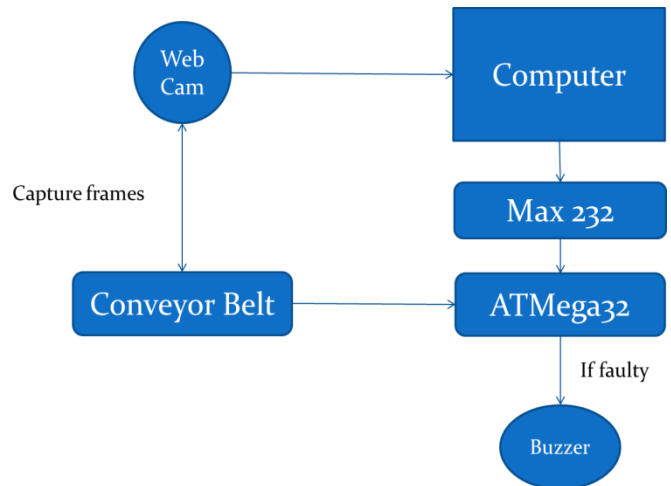 Web
Cam
Computer
Capture frames
Max 232
Conveyor Belt
ATMega32
If faulty
Buzzer